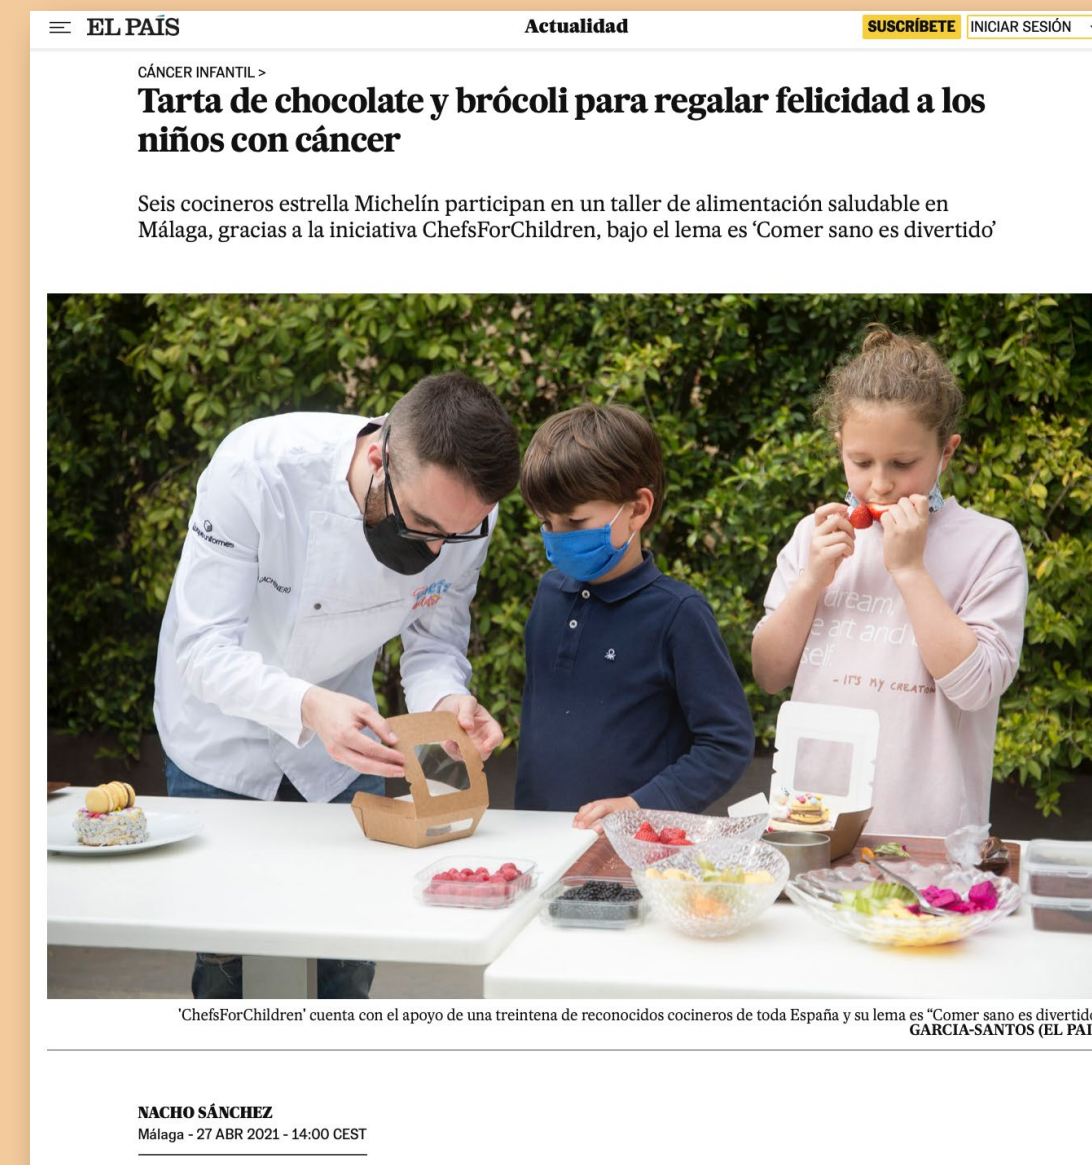 EL PAÍS
Actualidad
SUSCRÍBETE
INICIAR SESIÓN
CÁNCER INFANTIL >
Tarta de chocolate y brócoli para regalar felicidad a los
niños con cáncer
Seis cocineros estrella Michelín participan en un taller de alimentación saludable en
Málaga, gracias a la iniciativa ChefsForChildren, bajo el lema es ‘Comer sano es divertido’
dream
art and
self
- IT'S MY CREATON
'ChefsForChildren' cuenta con el apoyo de una treintena de reconocidos cocineros de toda España y su lema es “Comer sano es divertido
GARCIA-SANTOS (EL PAÍ
NACHO SÁNCHEZ
Málaga - 27 ABR 2021 - 14:00 CEST